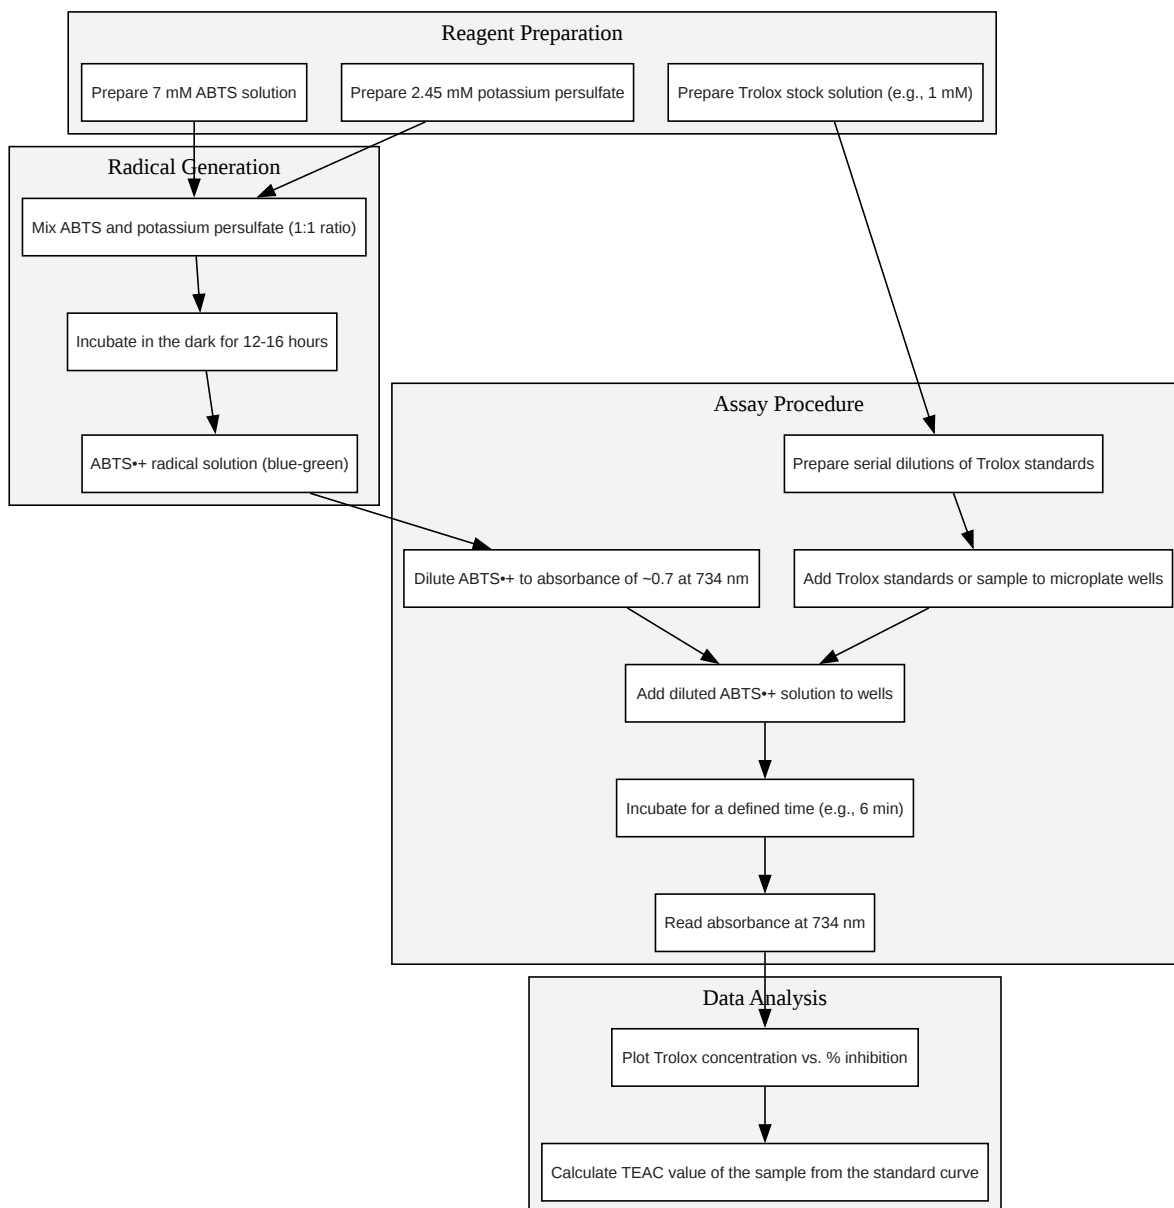 Reagent Preparation
Prepare 7 mM ABTS solution
Prepare 2.45 mM potassium persulfate
Prepare Trolox stock solution (e.g., 1 mM)
Radical Generation
Mix ABTS and potassium persulfate (1:1 ratio)
Incubate in the dark for 12-16 hours
ABTS•+ radical solution (blue-green)
Assay Procedure
Prepare serial dilutions of Trolox standards
Dilute ABTS•+ to absorbance of ~0.7 at 734 nm
Add Trolox standards or sample to microplate wells
Add diluted ABTS•+ solution to wells
Incubate for a defined time (e.g., 6 min)
Read absorbance at 734 nm
Data Analysis
Plot Trolox concentration vs. % inhibition
Calculate TEAC value of the sample from the standard curve